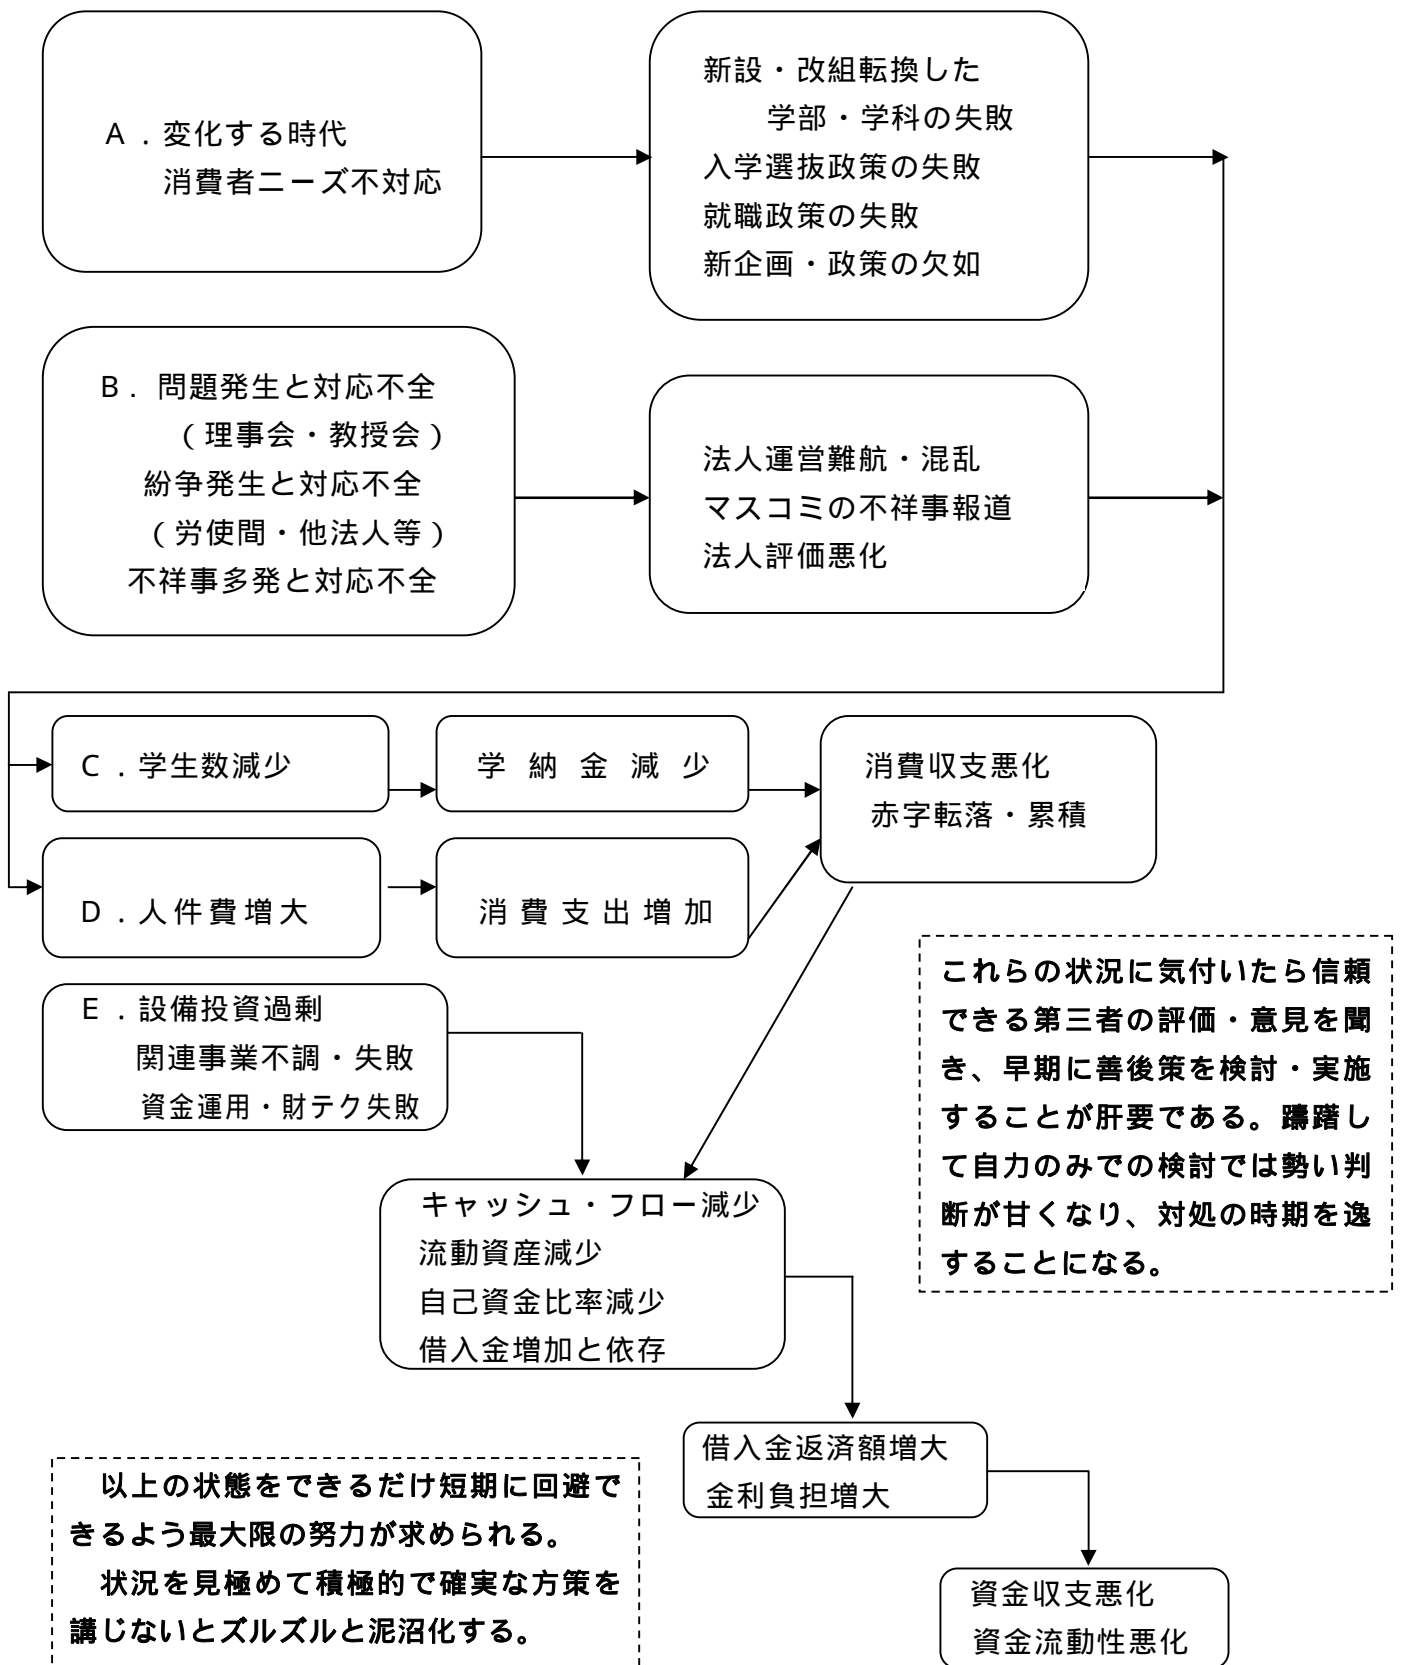 A．変化する時代
消費者ニーズ不対応
新設・改組転換した
学部・学科の失敗
入学選抜政策の失敗
就職政策の失敗
新企画・政策の欠如
B．問題発生と対応不全
（理事会・教授会）
紛争発生と対応不全
（労使間・他法人等）
不祥事多発と対応不全
法人運営難航・混乱
マスコミの不祥事報道
法人評価悪化
C．学生数減少
学納金減少
消費収支悪化
赤字転落・累積
D．人件費増大
消費支出増加
E．設備投資過剰
関連事業不調・失敗
資金運用・財テク失敗
これらの状況に気付いたら信頼
できる第三者の評価・意見を聞
き、早期に善後策を検討・実施
することが肝要である。躊躇し
て自力のみでの検討では勢い判
断が甘くなり、対処の時期を逸
することになる。
キャッシュ・フロー減少
流動資産減少
自己資金比率減少
借入金増加と依存
借入金返済額増大
金利負担増大
以上の状態をできるだけ短期に回避で
きるよう最大限の努力が求められる。
状況を見極めて積極的で確実な方策を
講じないとズルズルと泥沼化する。
資金収支悪化
資金流動性悪化